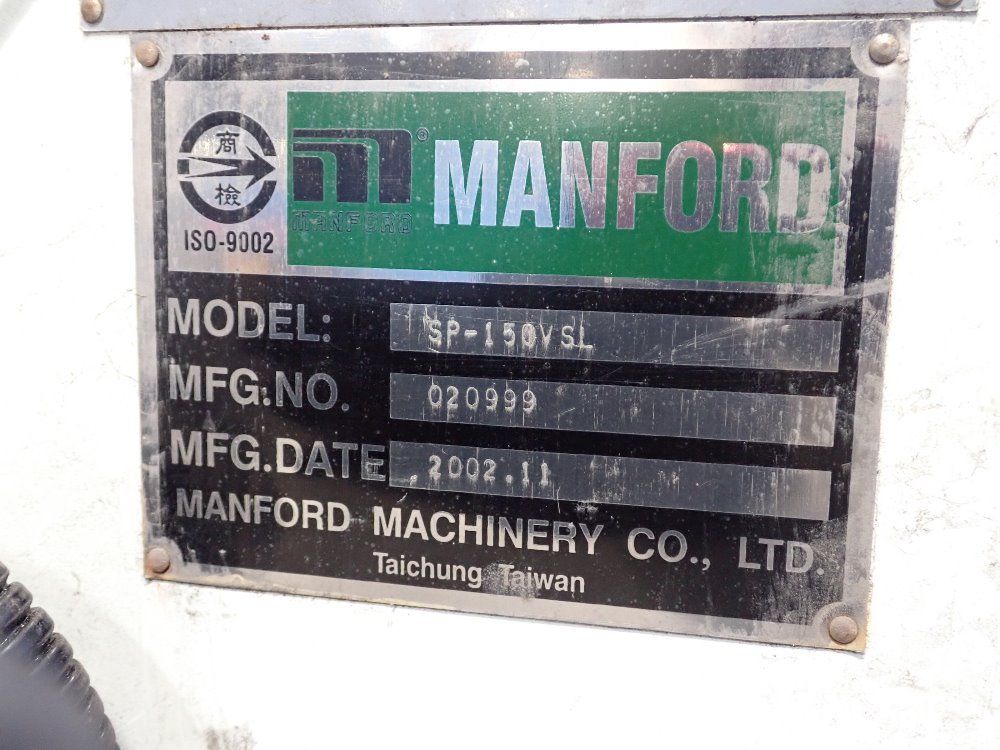 商
檢
ISO-9002
MANFORD
®
MANFORD
MODEL: SP-150VSL
MFG.NO. 020999
MFG.DATE .2002.11
MANFORD MACHINERY CO., LTD.
Taichung Taiwan